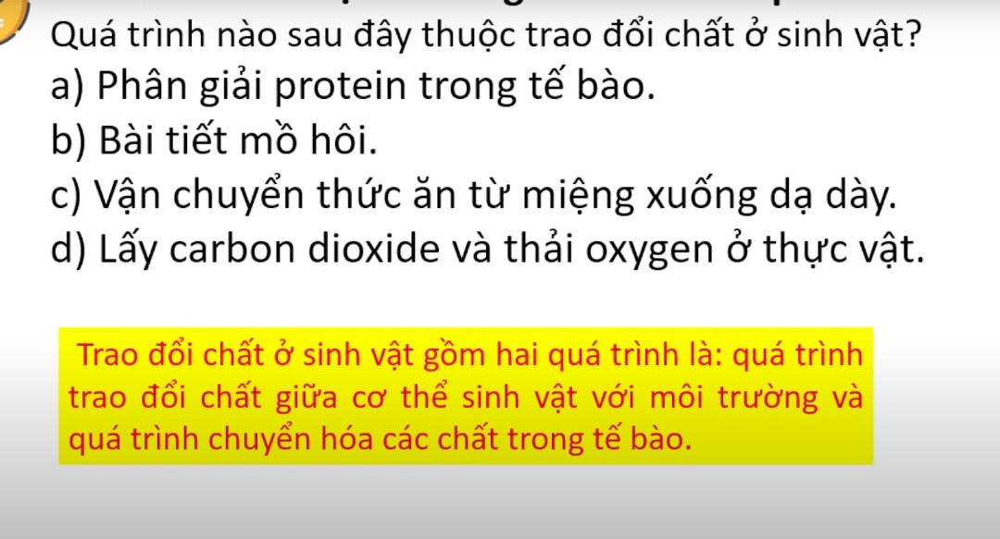 Quá trình nào sau đây thuộc trao đổi chất ở sinh vật?
a) Phân giải protein trong tế bào.
b) Bài tiết mồ hôi.
c) Vận chuyển thức ăn từ miệng xuống dạ dày.
d) Lấy carbon dioxide và thải oxygen ở thực vật.
Trao đổi chất ở sinh vật gồm hai quá trình là: quá trình
trao đổi chất giữa cơ thể sinh vật với môi trường và
quá trình chuyển hóa các chất trong tế bào.